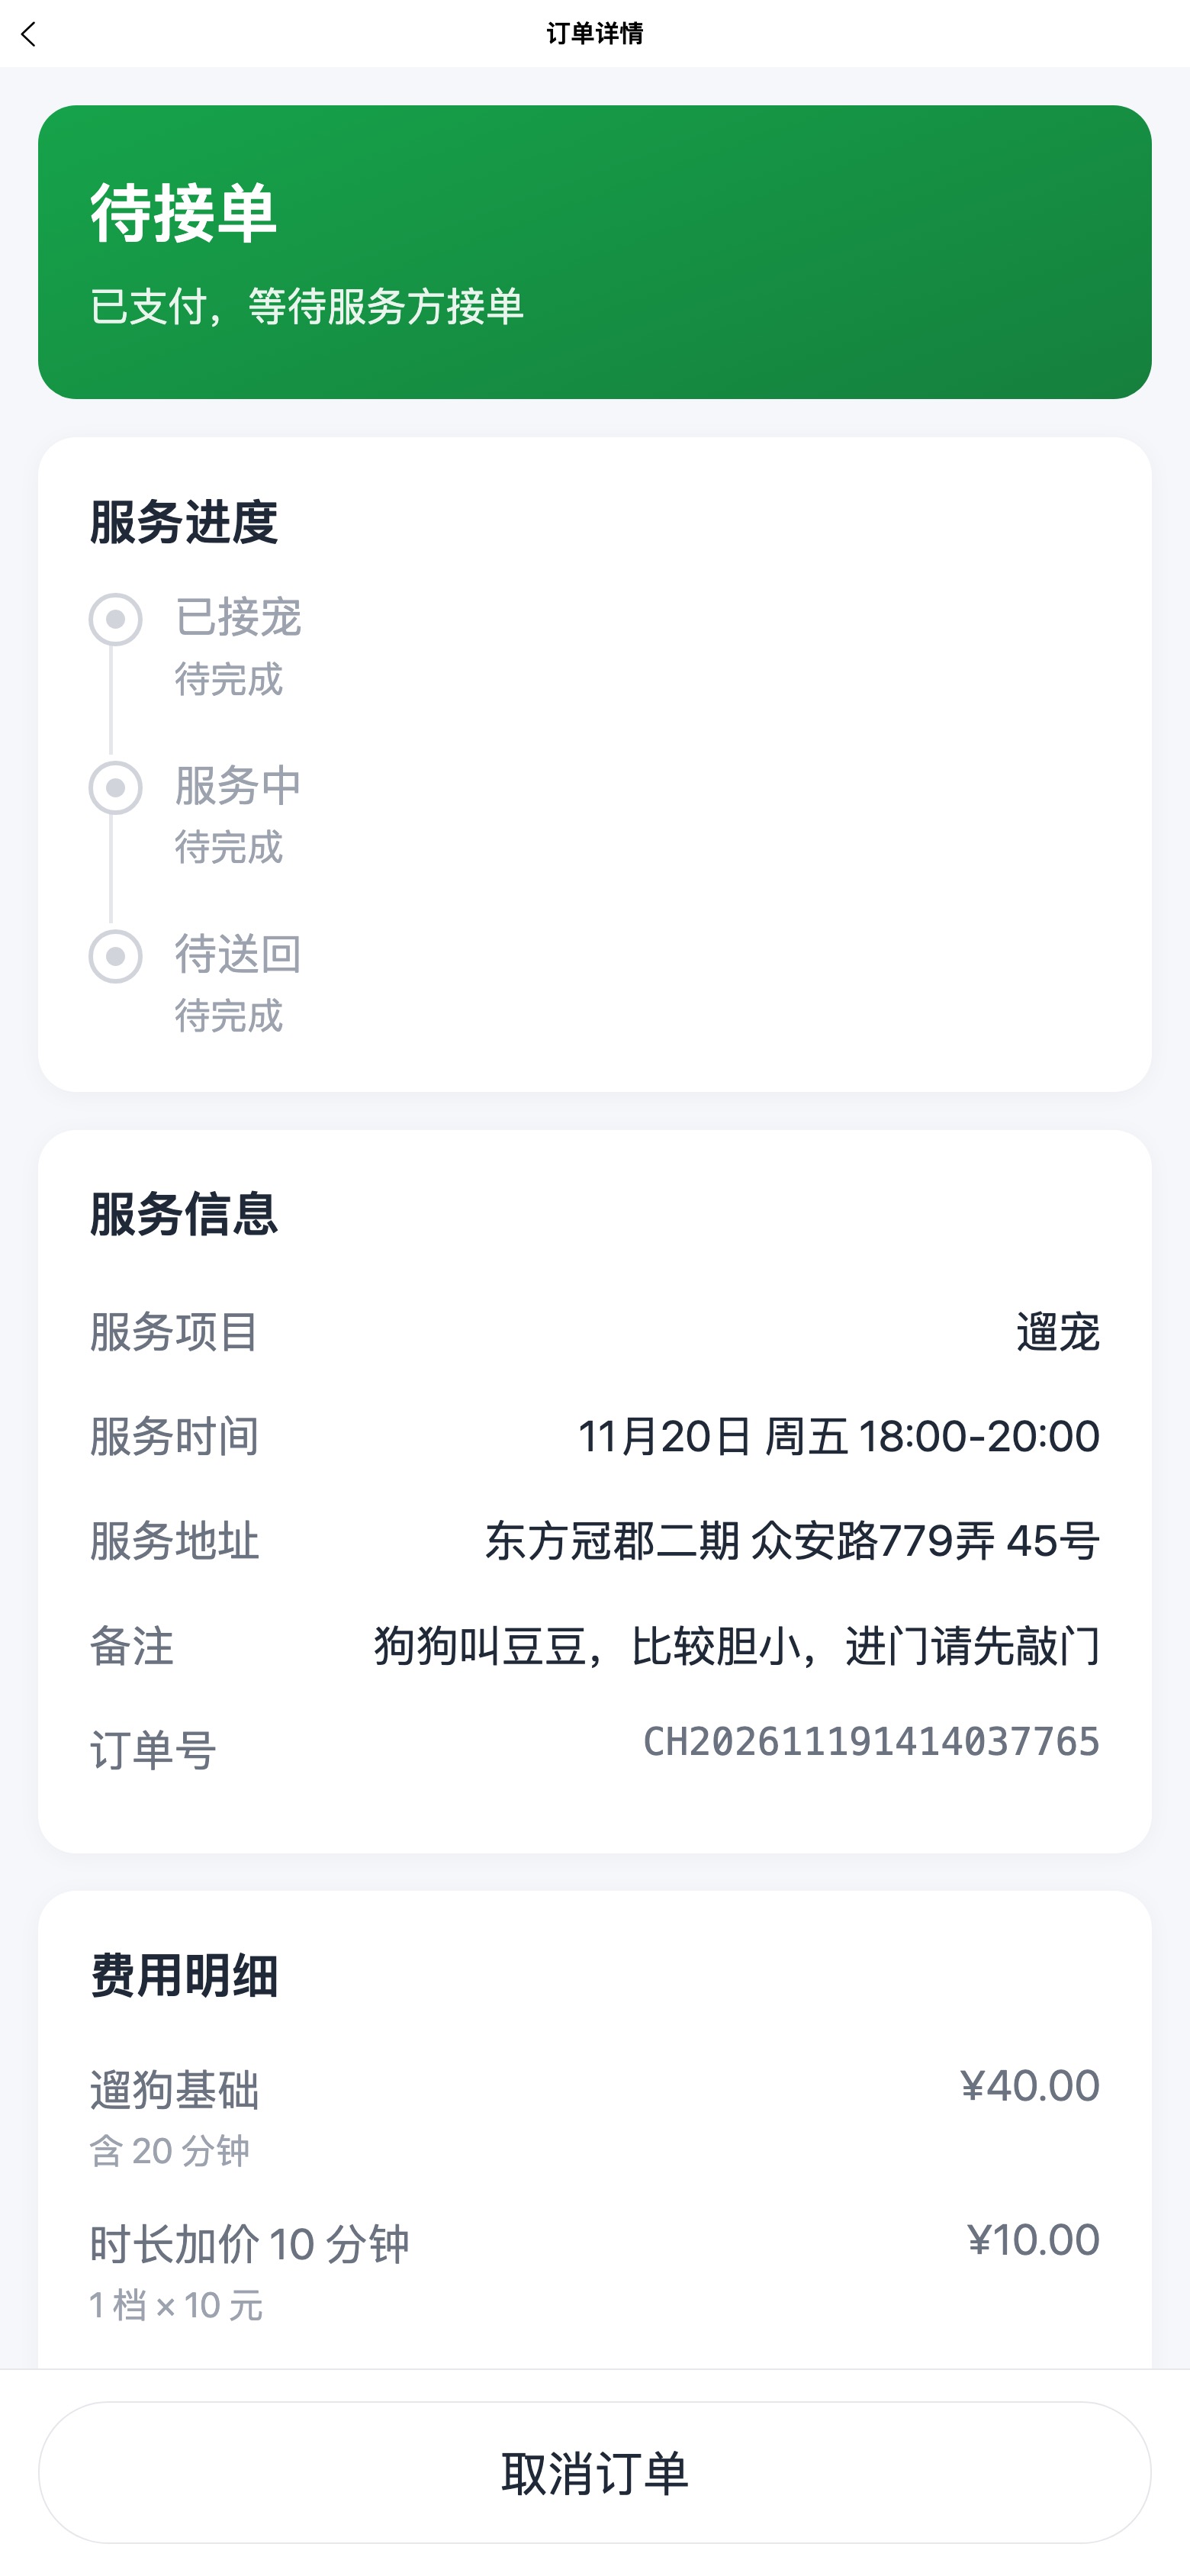 订单详情
待接单
已支付，等待服务方接单
服务进度
已接宠
待完成
服务中
待完成
待送回
待完成
服务信息
服务项目 遛宠
服务时间 11月20日 周五 18:00-20:00
服务地址 东方冠郡二期 众安路779弄 45号
备注 狗狗叫豆豆，比较胆小，进门请先敲门
订单号 CH202611191414037765
费用明细
遛狗基础 ¥40.00
含 20 分钟
时长加价 10 分钟 ¥10.00
1 档 × 10 元
取消订单